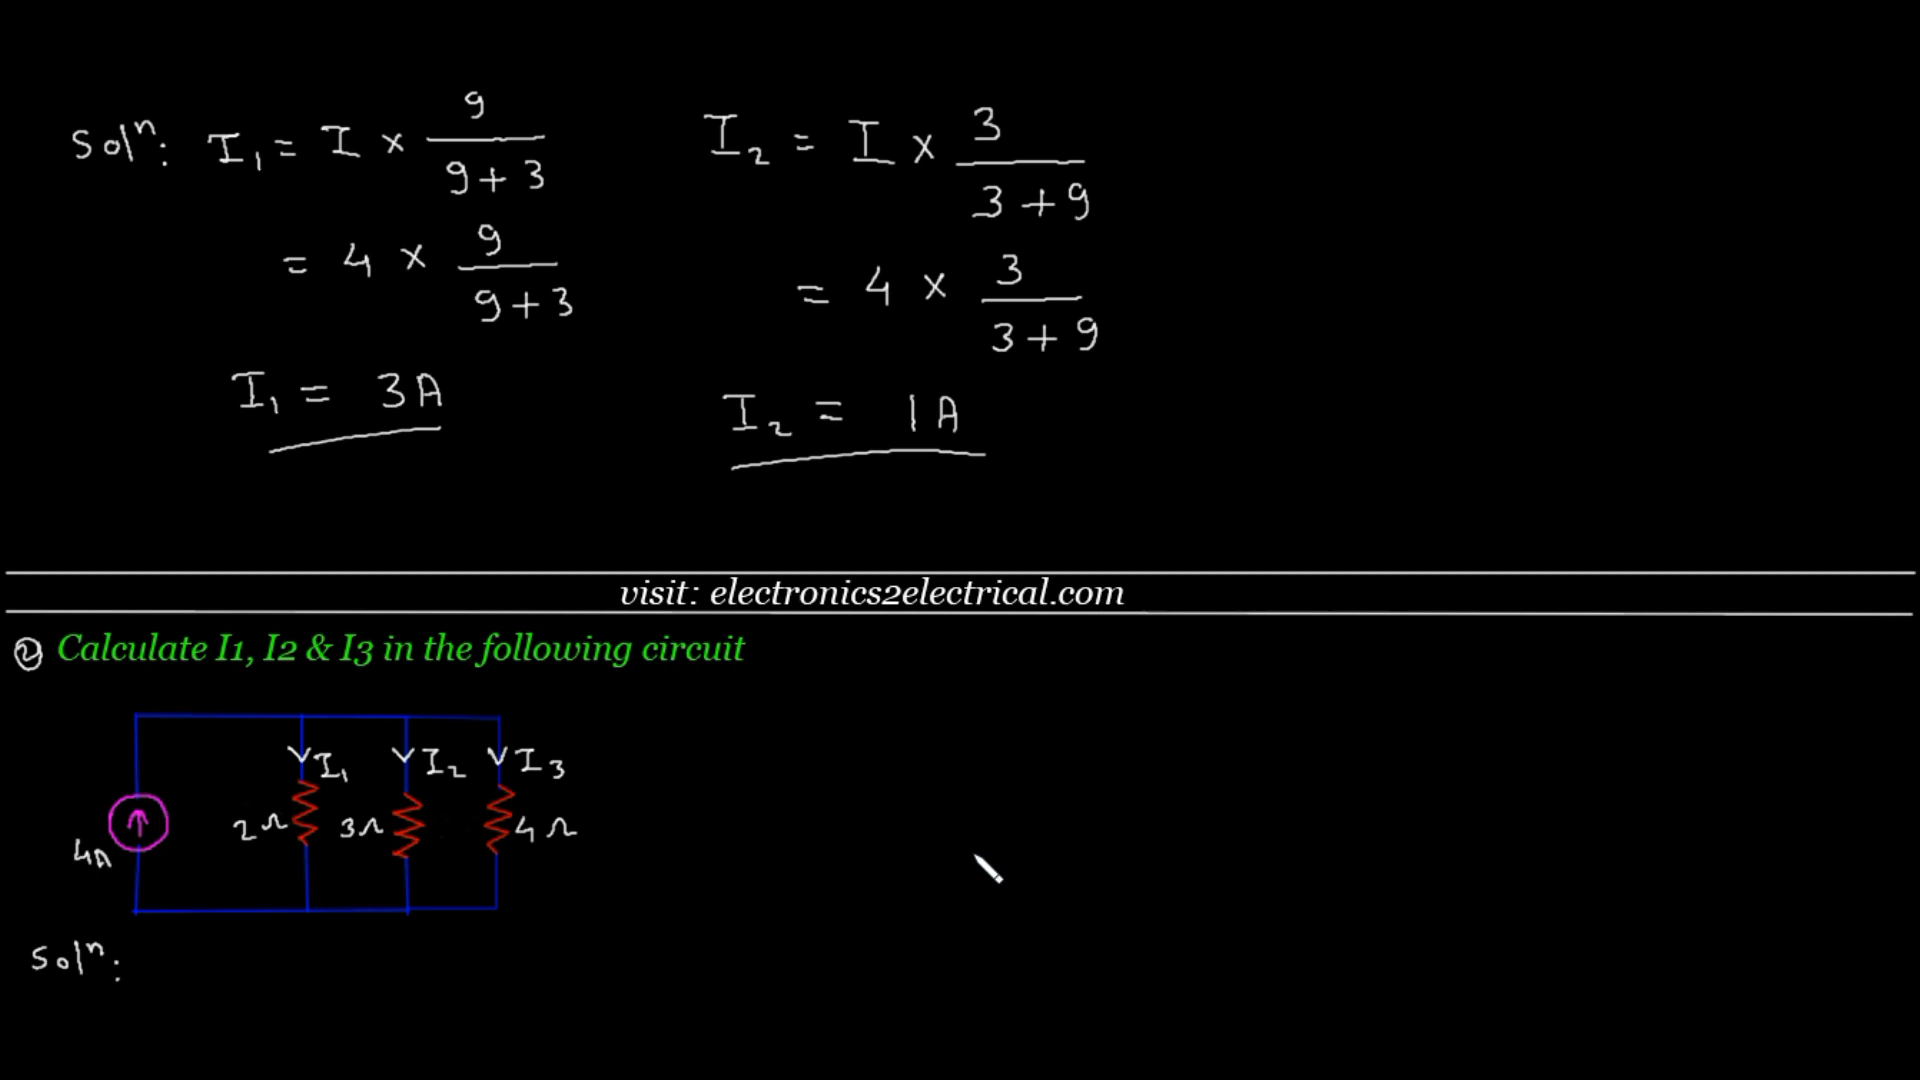 Solⁿ: I₁ = I × 9/(9+3)
= 4 × 9/(9+3)
I₁ = 3A
I₂ = I × 3/(3+9)
= 4 × 3/(3+9)
I₂ = 1A
visit: electronics2electrical.com
② Calculate I1, I2 & I3 in the following circuit
I₁ I₂ I₃
2Ω 3Ω 4Ω
4A
Solⁿ: